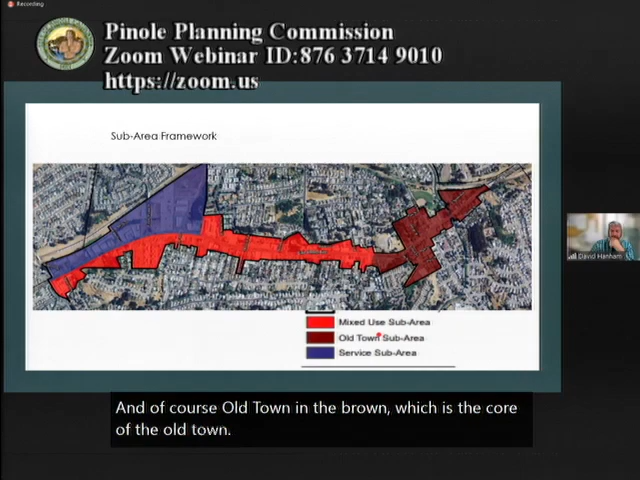 Recording
Pinole Planning Commission
Zoom Webinar ID:876 3714 9010
https://zoom.us
Sub-Area Framework
David Hanham
Mixed Use Sub-Area
Old Town Sub-Area
Service Sub-Area
And of course Old Town in the brown, which is the core
of the old town.